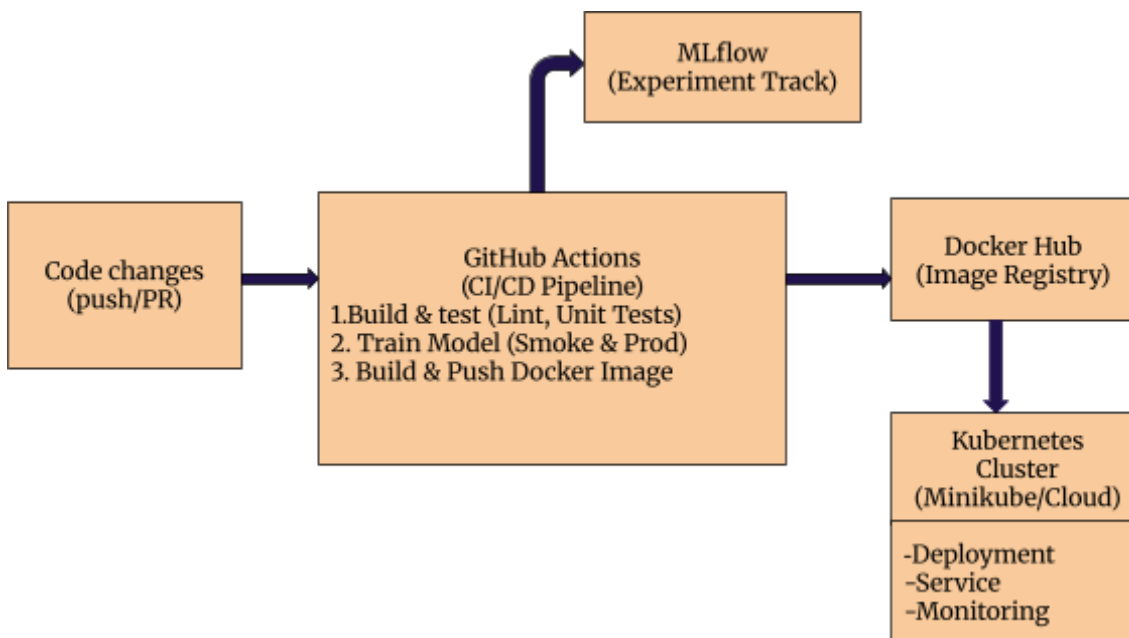 MLflow
(Experiment Track)
Code changes
(push/PR)
GitHub Actions
(CI/CD Pipeline)
1.Build & test (Lint, Unit Tests)
2. Train Model (Smoke & Prod)
3. Build & Push Docker Image
Docker Hub
(Image Registry)
Kubernetes
Cluster
(Minikube/Cloud)
-Deployment
-Service
-Monitoring